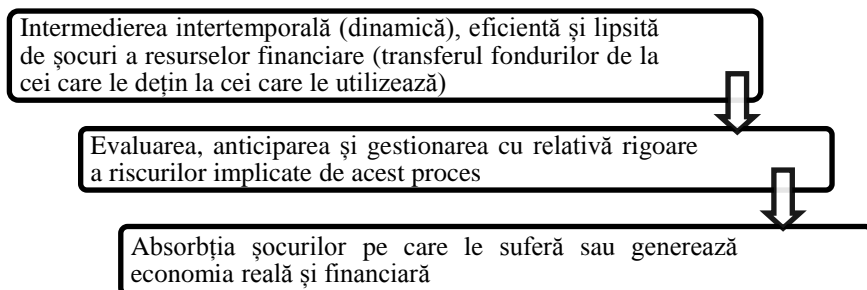 Intermedierea intertemporală (dinamică), eficientă și lipsită
de șocuri a resurselor financiare (transferul fondurilor de la
cei care le dețin la cei care le utilizează)
Evaluarea, anticiparea și gestionarea cu relativă rigoare
a riscurilor implicate de acest proces
Absorbția șocurilor pe care le suferă sau generează
economia reală și financiară